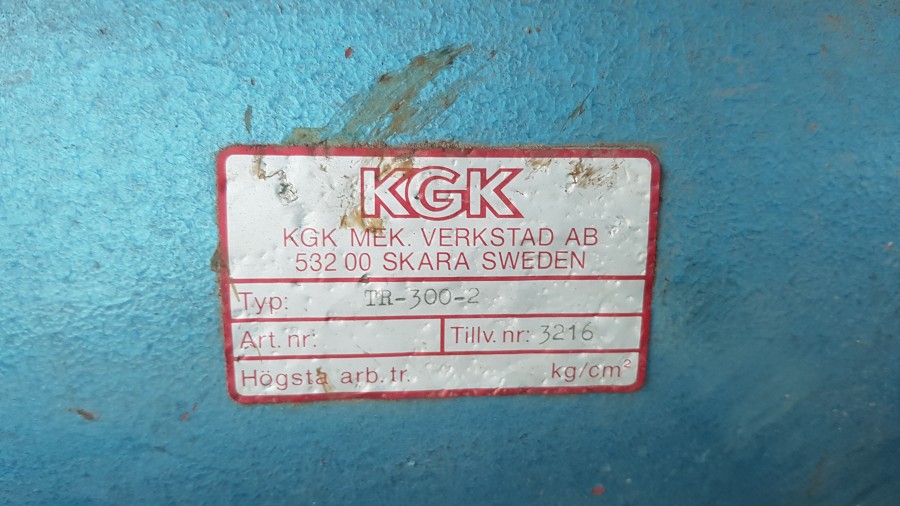 KGK
KGK MEK. VERKSTAD AB
532 00 SKARA SWEDEN
Typ: TR-300-2
Art. nr: Tillv. nr: 3216
Högsta arb. tr. kg/cm²